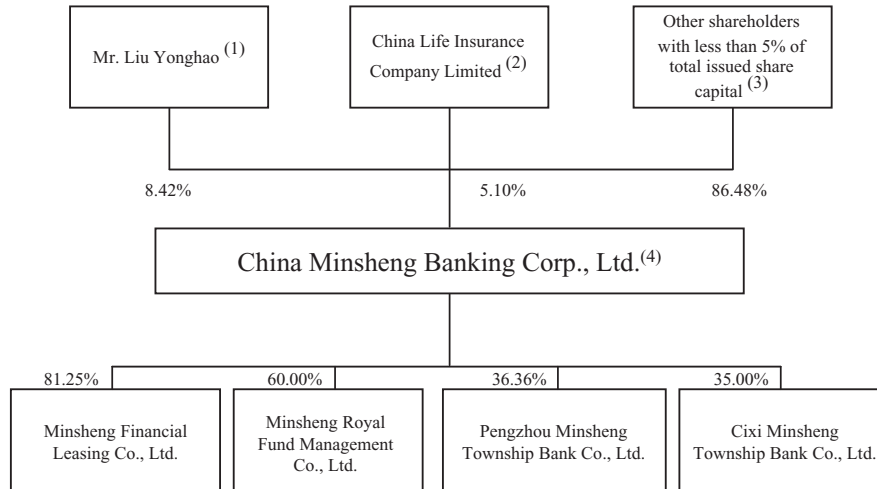 Mr. Liu Yonghao (1)
China Life Insurance
Company Limited (2)
Other shareholders
with less than 5% of
total issued share
capital (3)
8.42%
5.10%
86.48%
China Minsheng Banking Corp., Ltd.(4)
81.25%
60.00%
36.36%
35.00%
Minsheng Financial
Leasing Co., Ltd.
Minsheng Royal
Fund Management
Co., Ltd.
Pengzhou Minsheng
Township Bank Co., Ltd.
Cixi Minsheng
Township Bank Co., Ltd.